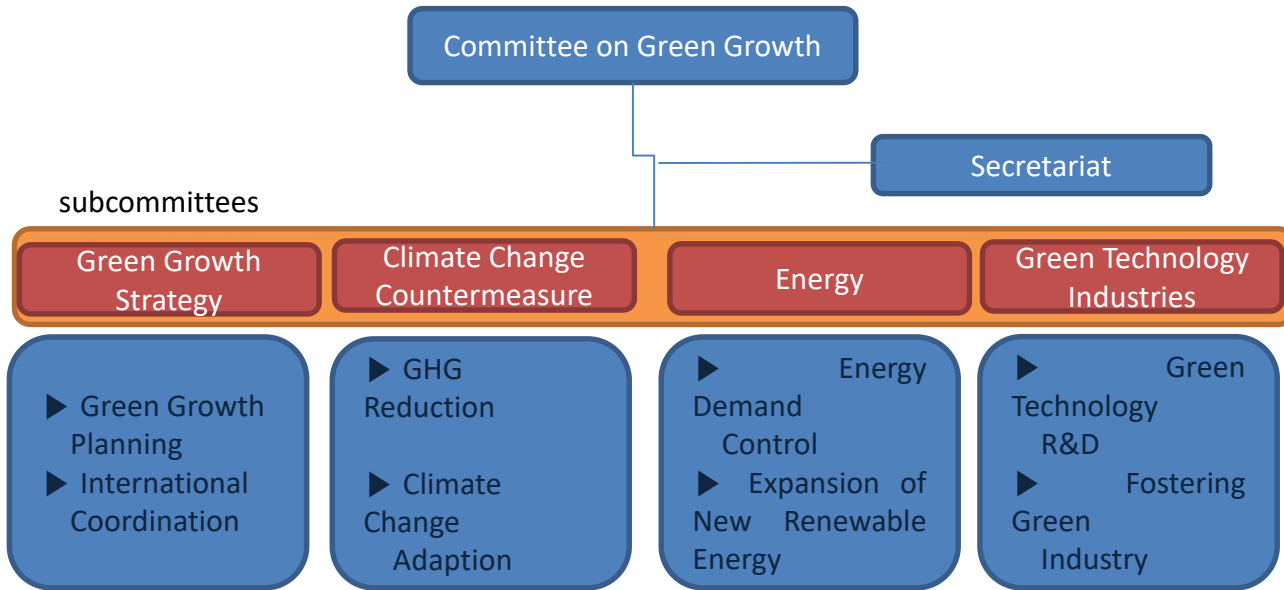 Committee on Green Growth
Secretariat
subcommittees
Green Growth
Strategy
Climate Change
Countermeasure
Energy
Green Technology
Industries
▶ Green Growth
Planning
▶ International
Coordination
▶ GHG
Reduction
▶ Climate
Change
Adaption
▶ Energy
Demand
Control
▶ Expansion of
New Renewable
Energy
▶ Green
Technology
R&D
▶ Fostering
Green
Industry